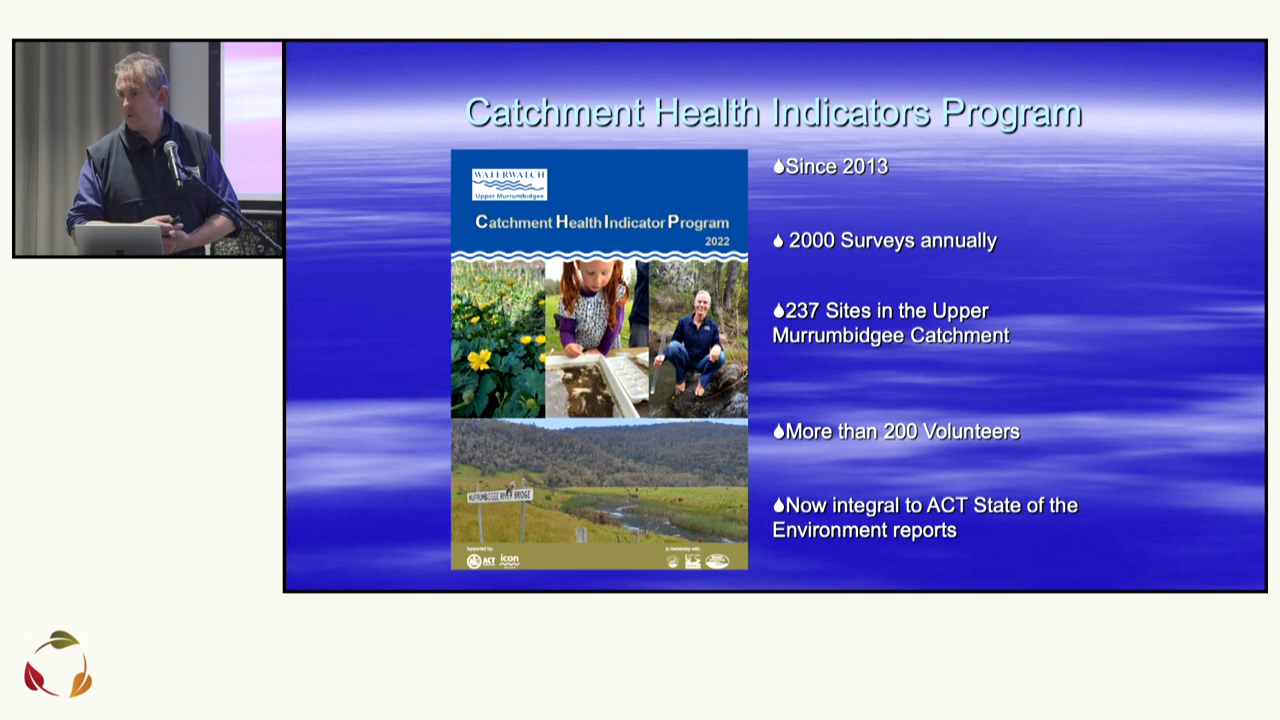 Catchment Health Indicators Program
WATERWATCH
Upper Murrumbidgee
Catchment Health Indicator Program
2022
MURRUMBIDGEE RIVER BRIDGE
Supported by:
ACT
icon
In Partnership with:
Since 2013
2000 Surveys annually
237 Sites in the Upper
Murrumbidgee Catchment
More than 200 Volunteers
Now integral to ACT State of the
Environment reports